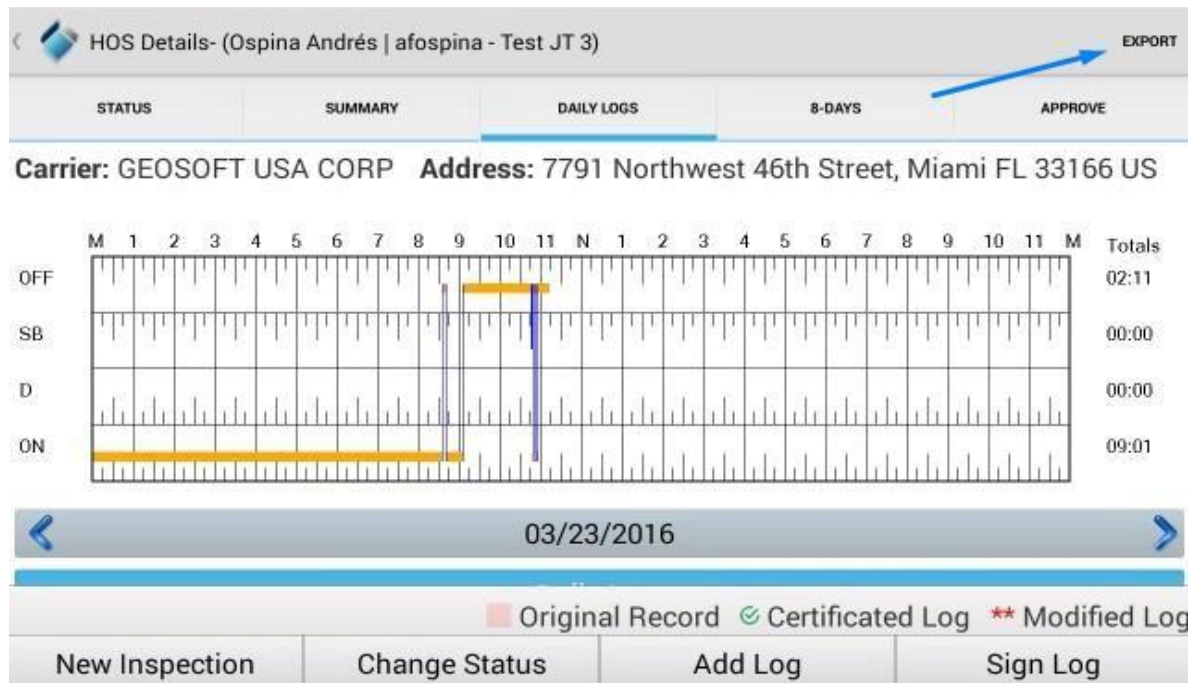 HOS Details- (Ospina Andrés | afospina - Test JT 3) EXPORT
STATUS SUMMARY DAILY LOGS 8-DAYS APPROVE
Carrier: GEOSOFT USA CORP Address: 7791 Northwest 46th Street, Miami FL 33166 US
M 1 2 3 4 5 6 7 8 9 10 11 N 1 2 3 4 5 6 7 8 9 10 11 M Totals
OFF 02:11
SB 00:00
D 00:00
ON 09:01
03/23/2016
Original Record Certificated Log ** Modified Log
New Inspection Change Status Add Log Sign Log